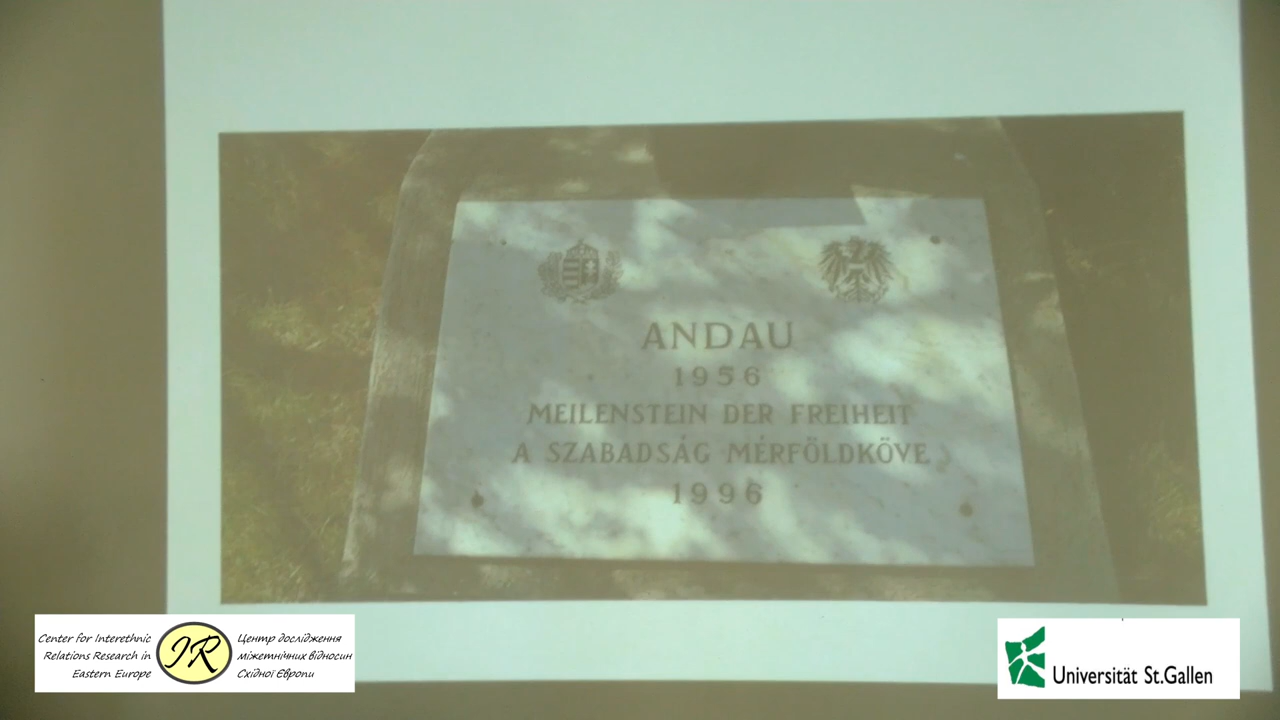 ANDAU
1956
MEILENSTEIN DER FREIHEIT
A SZABADSÁG MÉRFÖLDKÖVE
1996
Center for Interethnic
Relations Research in
Eastern Europe
IR
Центр дослідження
міжетнічних відносин
Східної Європи
Universität St.Gallen